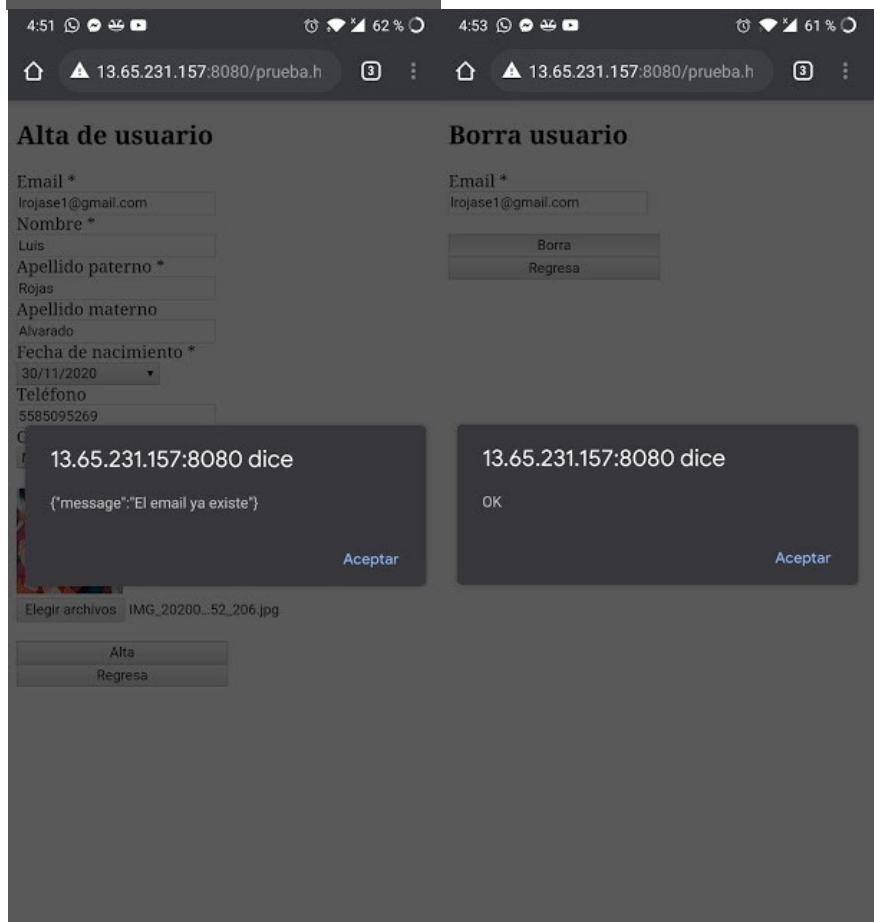 4:51
62 %
13.65.231.157:8080/prueba.h
3
Alta de usuario
Email *
lrojase1@gmail.com
Nombre *
Luis
Apellido paterno *
Rojas
Apellido materno
Alvarado
Fecha de nacimiento *
30/11/2020
Teléfono
5585095269
13.65.231.157:8080 dice
{"message":"El email ya existe"}
Aceptar
Elegir archivos IMG_20200...52_206.jpg
Alta
Regresa
4:53
61 %
13.65.231.157:8080/prueba.h
3
Borra usuario
Email *
lrojase1@gmail.com
Borra
Regresa
13.65.231.157:8080 dice
OK
Aceptar